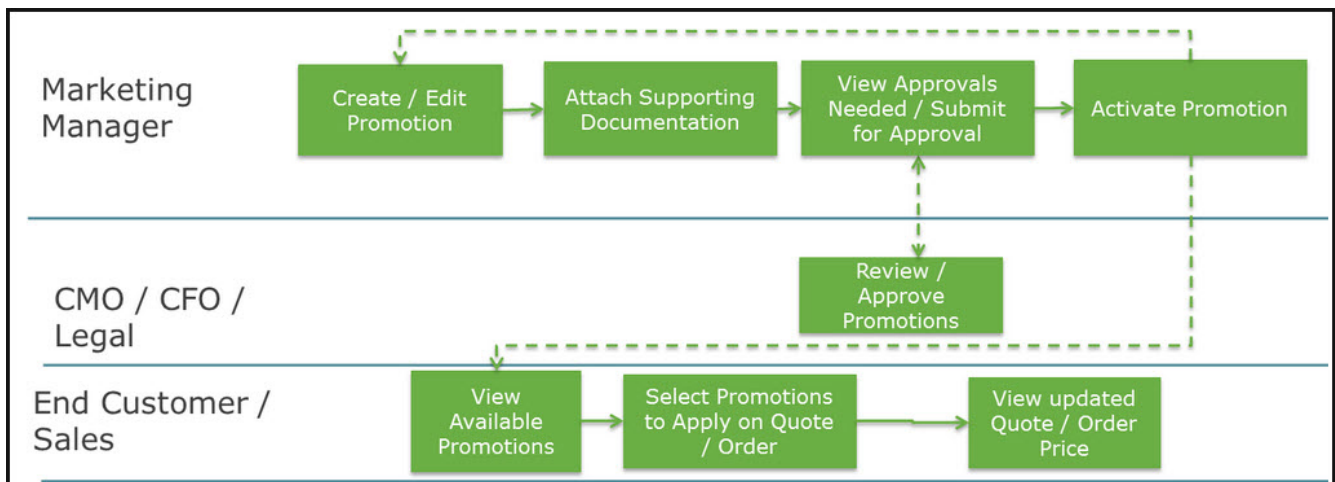 Marketing
Manager
Create / Edit
Promotion
Attach Supporting
Documentation
View Approvals
Needed / Submit
for Approval
Activate Promotion
CMO / CFO /
Legal
Review /
Approve
Promotions
End Customer /
Sales
View
Available
Promotions
Select Promotions
to Apply on Quote
/ Order
View updated
Quote / Order
Price